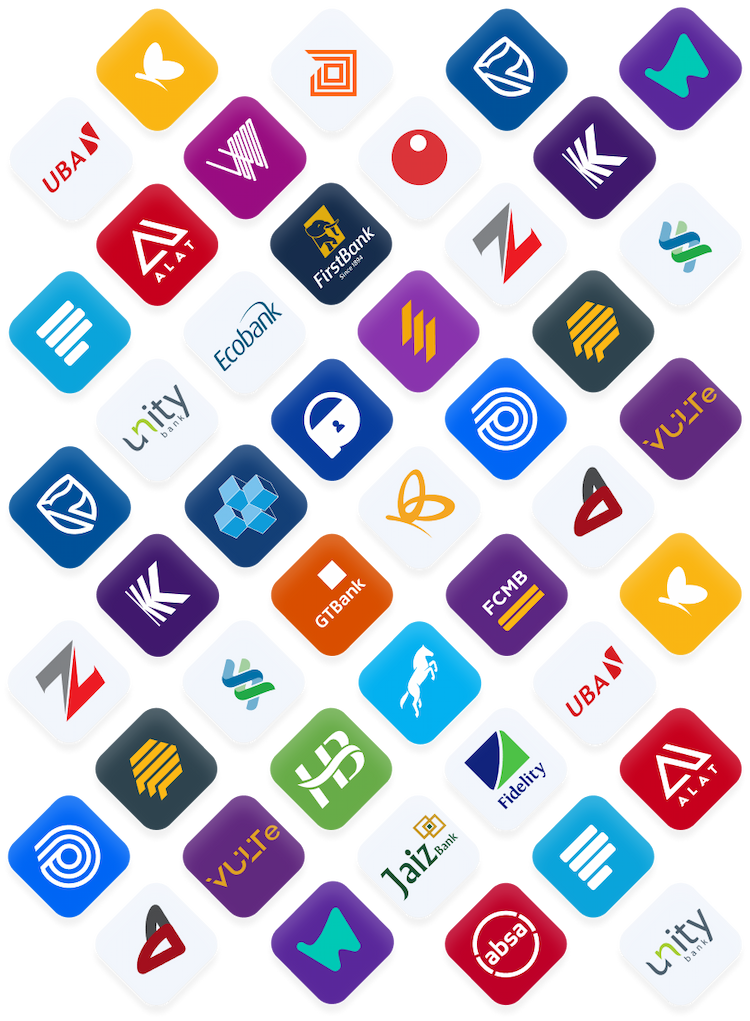 UBA
ALAT
FirstBank
Since 1894
Ecobank
unity
bank
VULTe
GTBank
FCMB
UBA
HB
Fidelity
ALAT
VULTe
Jaiz
Bank
absa
unity
bank